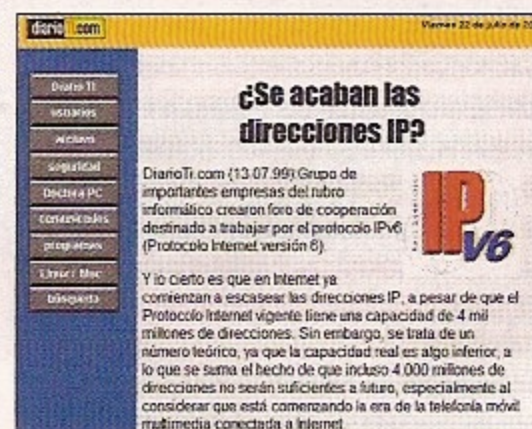 diario ti.com
Viernes 22 de julio de
Diario TI
usuarios
archivo
seguridad
Doctora PC
comunicados
programas
Linux / Mac
búsqueda
¿Se acaban las
direcciones IP?
DiarioTi.com (13.07.99) Grupo de
importantes empresas del rubro
informático crearon foro de cooperación
destinado a trabajar por el protocolo IPv6
(Protocolo Internet versión 6).
IP
V6
Y lo cierto es que en Internet ya
comienzan a escasear las direcciones IP, a pesar de que el
Protocolo Internet vigente tiene una capacidad de 4 mil
millones de direcciones. Sin embargo, se trata de un
número teórico, ya que la capacidad real es algo inferior, a
lo que se suma el hecho de que incluso 4.000 millones de
direcciones no serán suficientes a futuro, especialmente al
considerar que está comenzando la era de la telefonía móvil
multimedia conectada a Internet